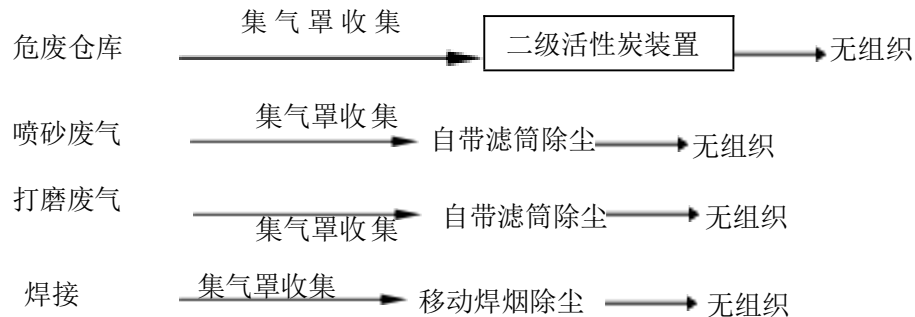 危废仓库 集气罩收集 二级活性炭装置 无组织
喷砂废气 集气罩收集 自带滤筒除尘 无组织
打磨废气 集气罩收集 自带滤筒除尘 无组织
焊接 集气罩收集 移动焊烟除尘 无组织